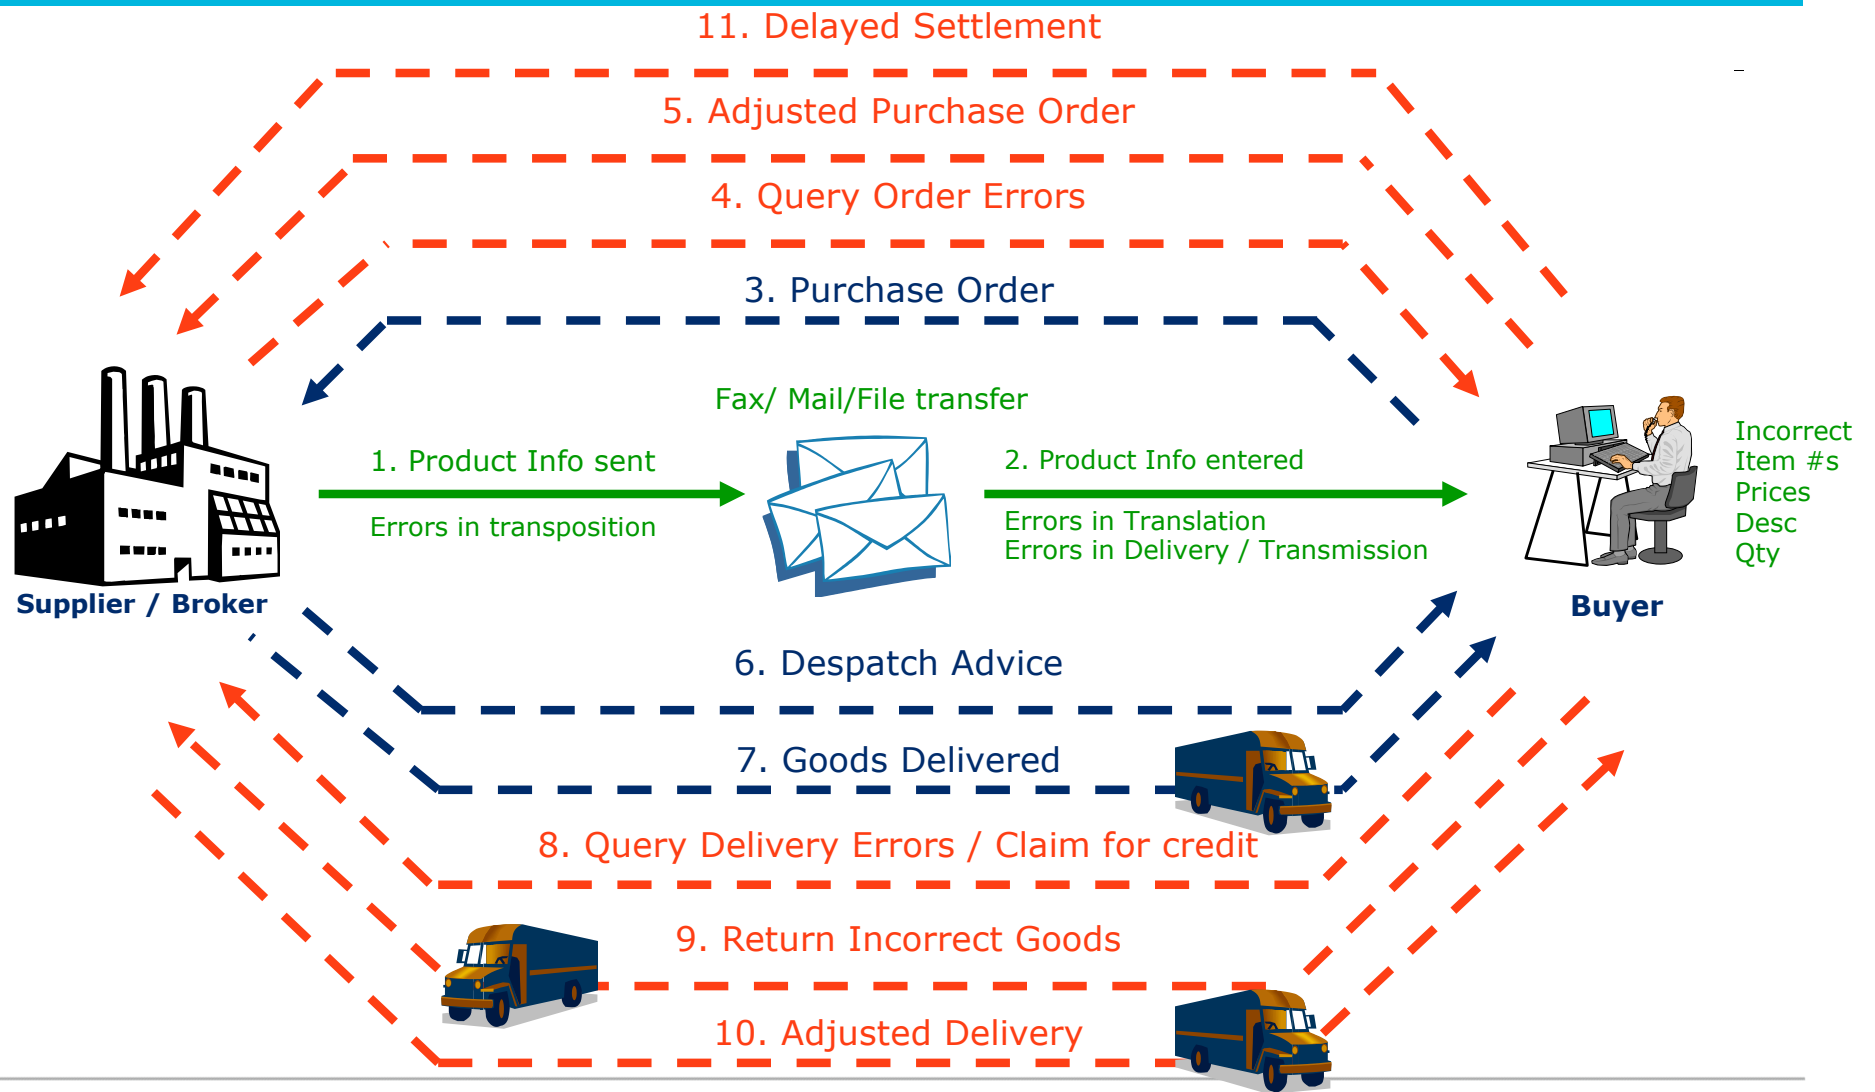 11. Delayed Settlement
5. Adjusted Purchase Order
4. Query Order Errors
3. Purchase Order
Fax/ Mail/File transfer
1. Product Info sent
Errors in transposition
2. Product Info entered
Errors in Translation
Errors in Delivery / Transmission
Incorrect
Item #s
Prices
Desc
Qty
Supplier / Broker
Buyer
6. Despatch Advice
7. Goods Delivered
8. Query Delivery Errors / Claim for credit
9. Return Incorrect Goods
10. Adjusted Delivery